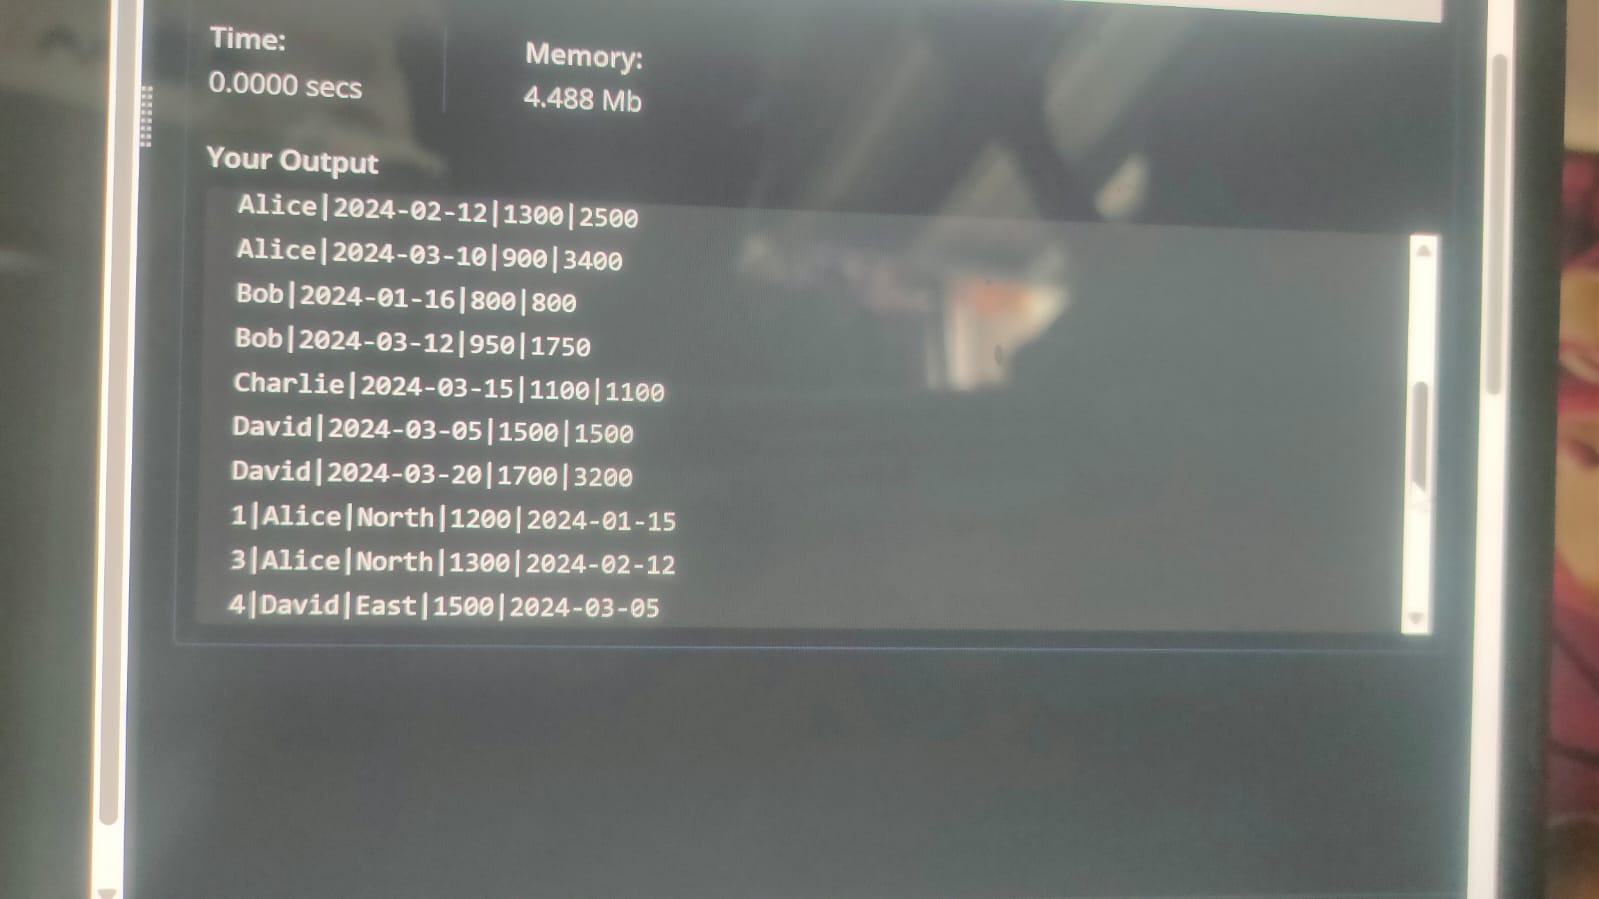 Time:
0.0000 secs
Memory:
4.488 Mb
Your Output
Alice|2024-02-12|1300|2500
Alice|2024-03-10|900|3400
Bob|2024-01-16|800|800
Bob|2024-03-12|950|1750
Charlie|2024-03-15|1100|1100
David|2024-03-05|1500|1500
David|2024-03-20|1700|3200
1|Alice|North|1200|2024-01-15
3|Alice|North|1300|2024-02-12
4|David|East|1500|2024-03-05